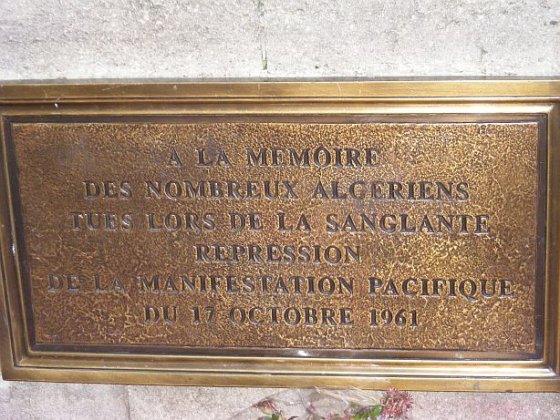 A LA MEMOIRE
DES NOMBREUX ALGERIENS
TUES LORS DE LA SANGLANTE
REPRESSION
DE LA MANIFESTATION PACIFIQUE
DU 17 OCTOBRE 1961